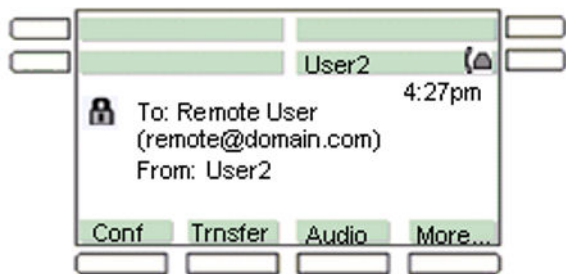 User2
4:27pm
To: Remote User
(remote@domain.com)
From: User2
Conf Trnsfer Audio More...